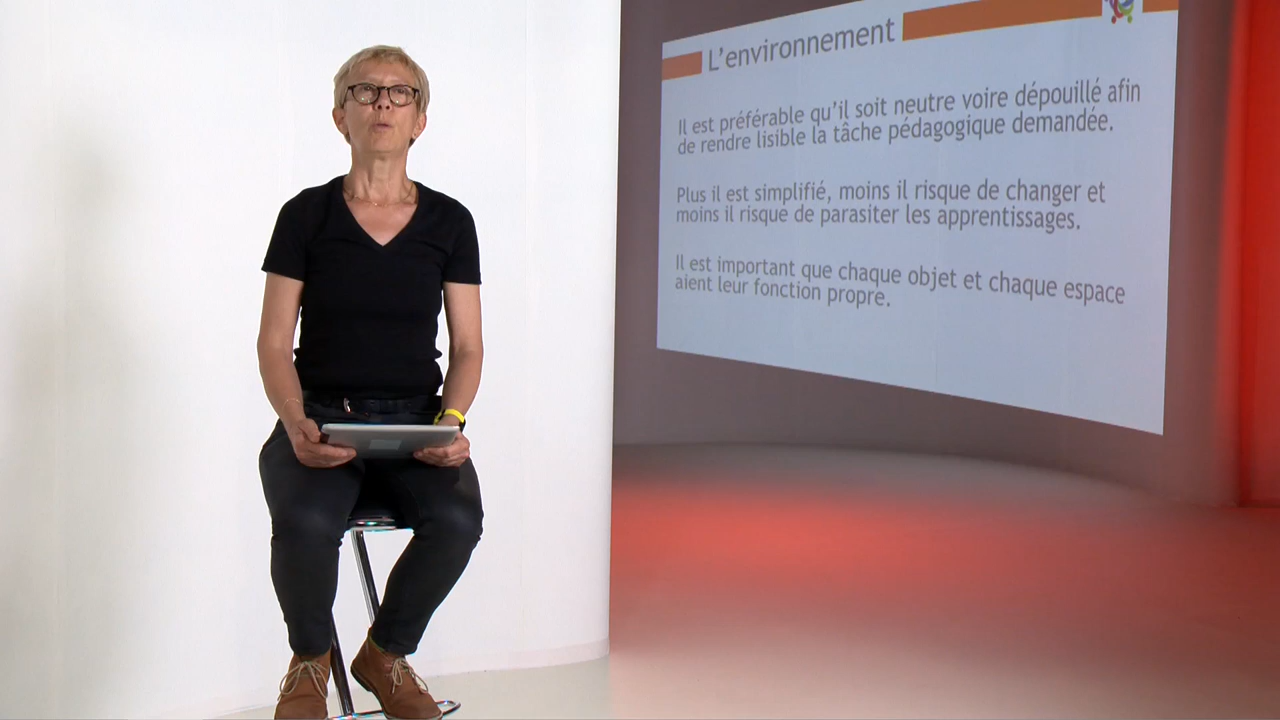 L'environnement
Il est préférable qu'il soit neutre voire dépouillé afin
de rendre lisible la tâche pédagogique demandée.
Plus il est simplifié, moins il risque de changer et
moins il risque de parasiter les apprentissages.
Il est important que chaque objet et chaque espace
aient leur fonction propre.